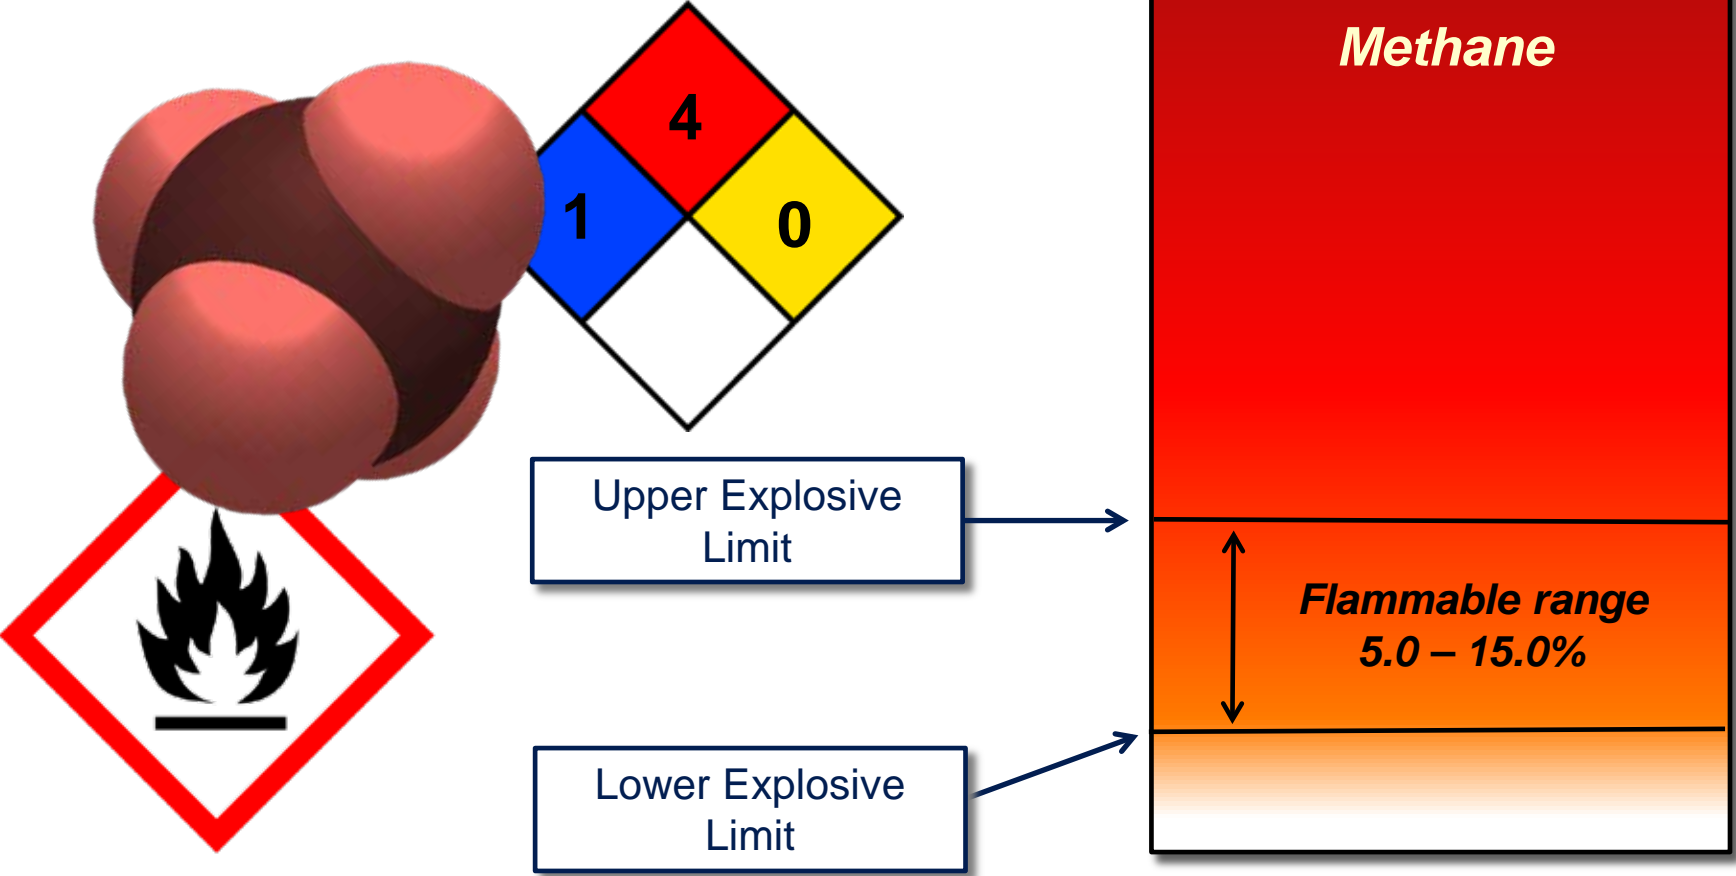 Methane
4
1
0
Upper Explosive
Limit
Flammable range
5.0 – 15.0%
Lower Explosive
Limit